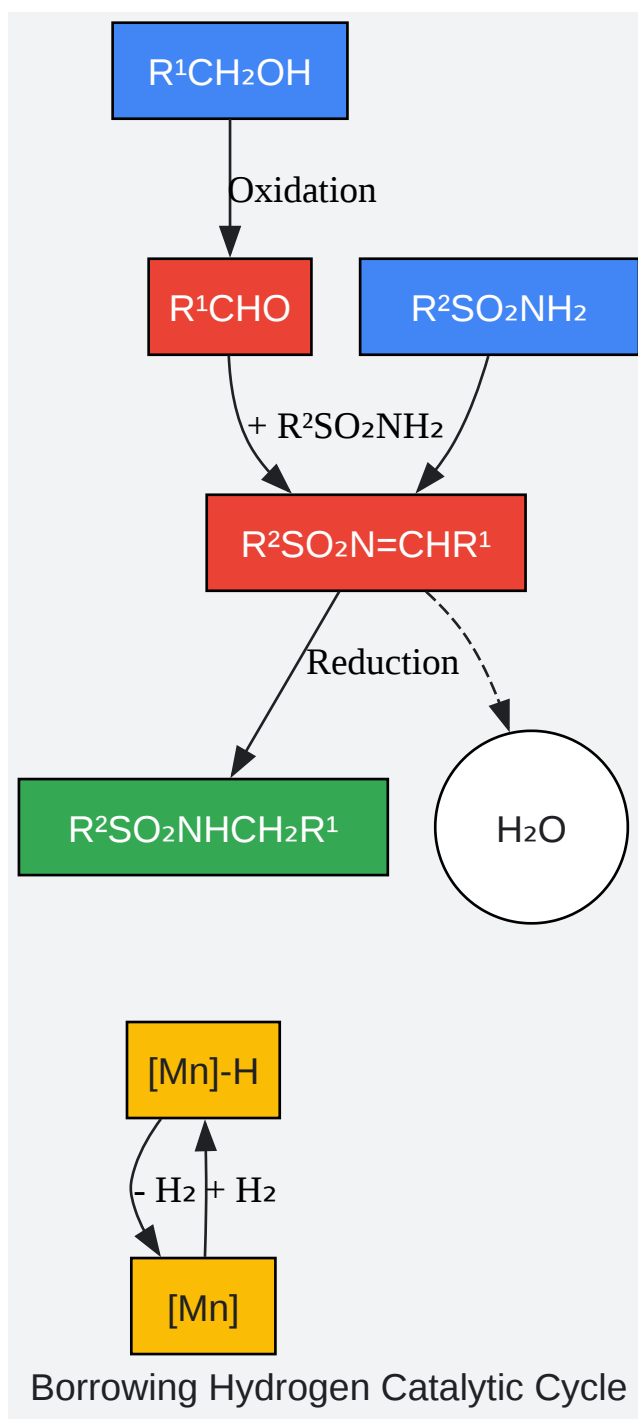 R¹CH₂OH
Oxidation
R¹CHO
R²SO₂NH₂
+ R²SO₂NH₂
R²SO₂N=CHR¹
Reduction
R²SO₂NHCH₂R¹
H₂O
[Mn]-H
- H₂
+ H₂
[Mn]
Borrowing Hydrogen Catalytic Cycle